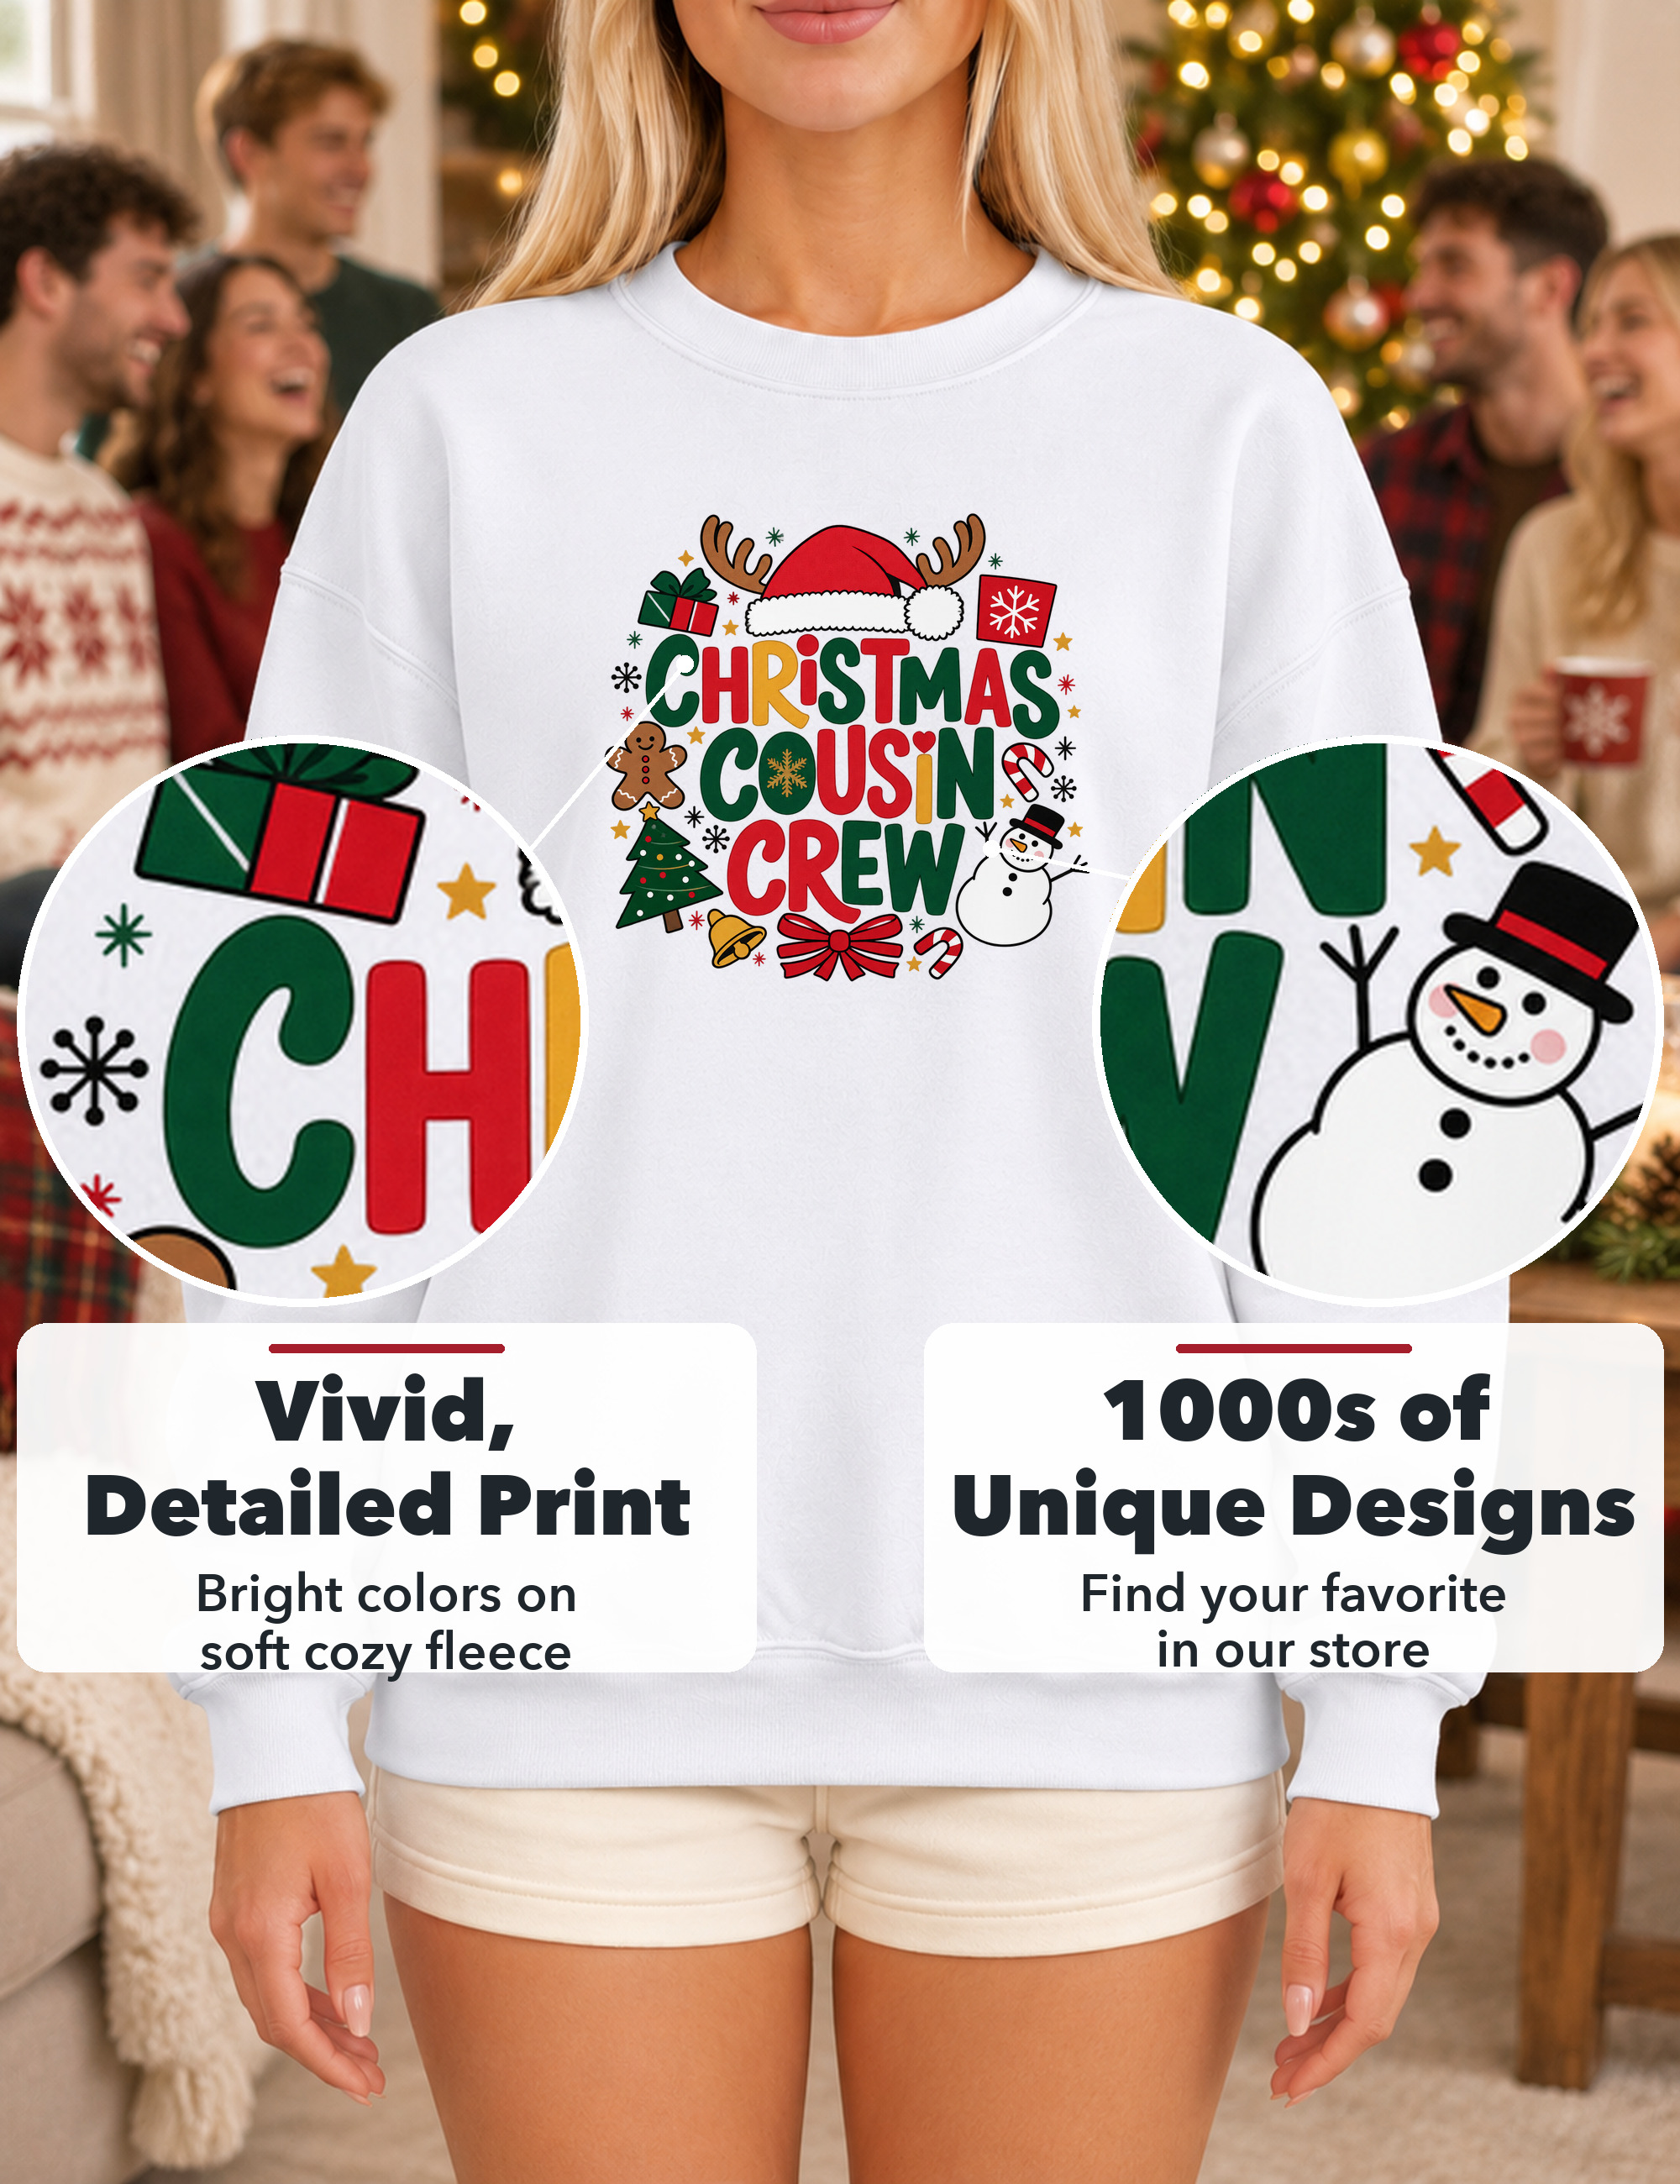 CHRiSTMAS
COUSiN
CREW
CH
N
W
Vivid,
Detailed Print
Bright colors on
soft cozy fleece
1000s of
Unique Designs
Find your favorite
in our store